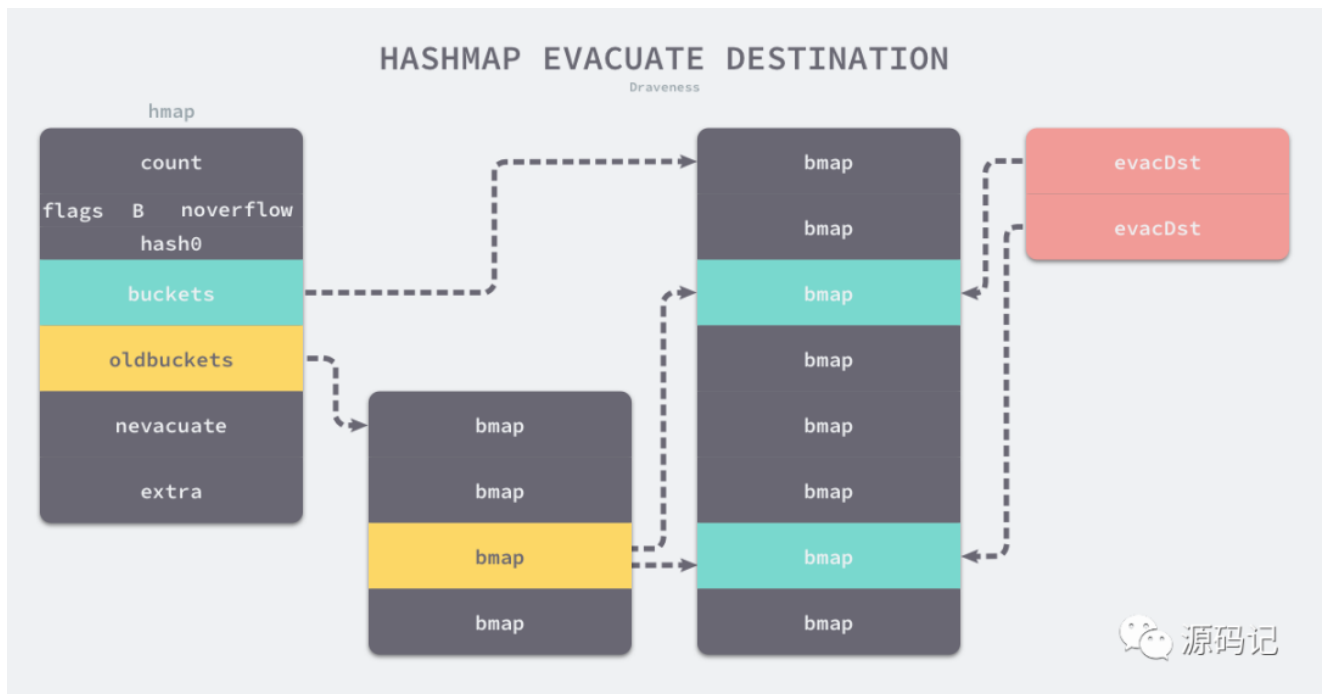 HASHMAP EVACUATE DESTINATION
Draveness
hmap
count
flags B noverflow
hash0
buckets
oldbuckets
nevacuate
extra
bmap
bmap
bmap
bmap
bmap
bmap
bmap
bmap
bmap
bmap
bmap
bmap
evacDst
evacDst
源码记